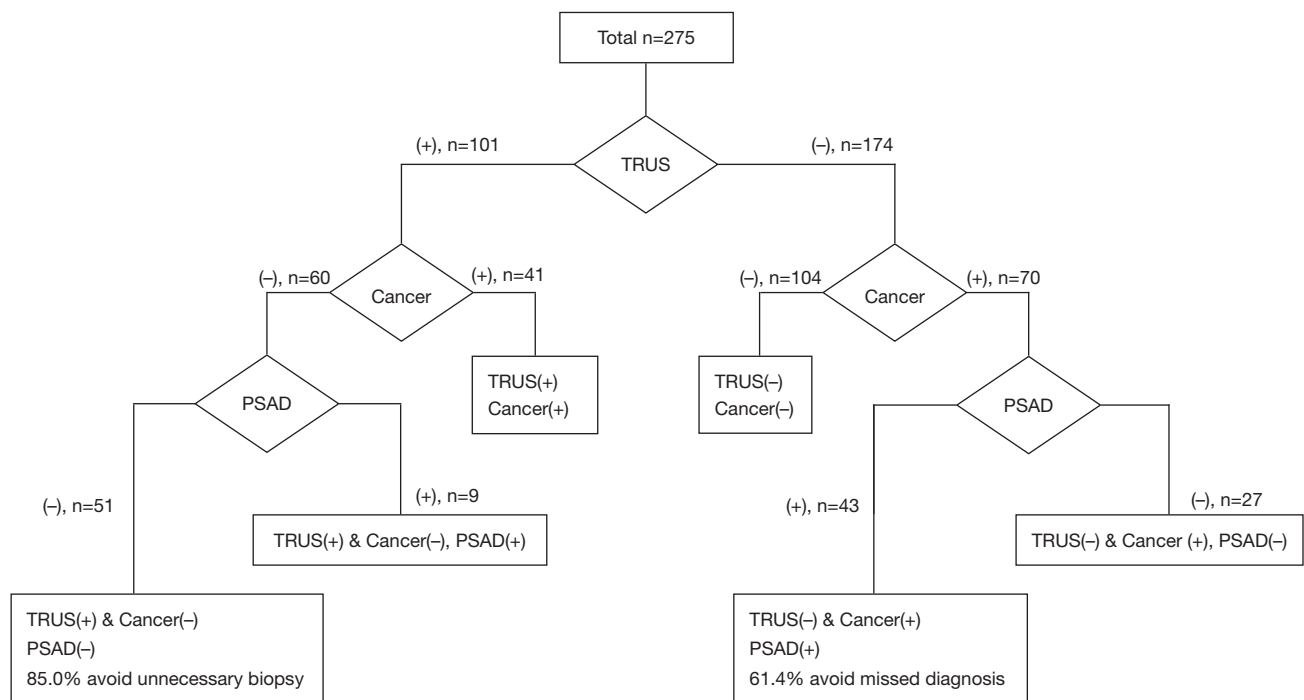 Total n=275
(+), n=101
TRUS
(–), n=174
(–), n=60
Cancer
(+), n=41
(–), n=104
Cancer
(+), n=70
PSAD
TRUS(+)
Cancer(+)
TRUS(–)
Cancer(–)
PSAD
(–), n=51
(+), n=9
(+), n=43
(–), n=27
TRUS(+) & Cancer(–), PSAD(+)
TRUS(–) & Cancer (+), PSAD(–)
TRUS(+) & Cancer(–)
PSAD(–)
85.0% avoid unnecessary biopsy
TRUS(–) & Cancer(+)
PSAD(+)
61.4% avoid missed diagnosis